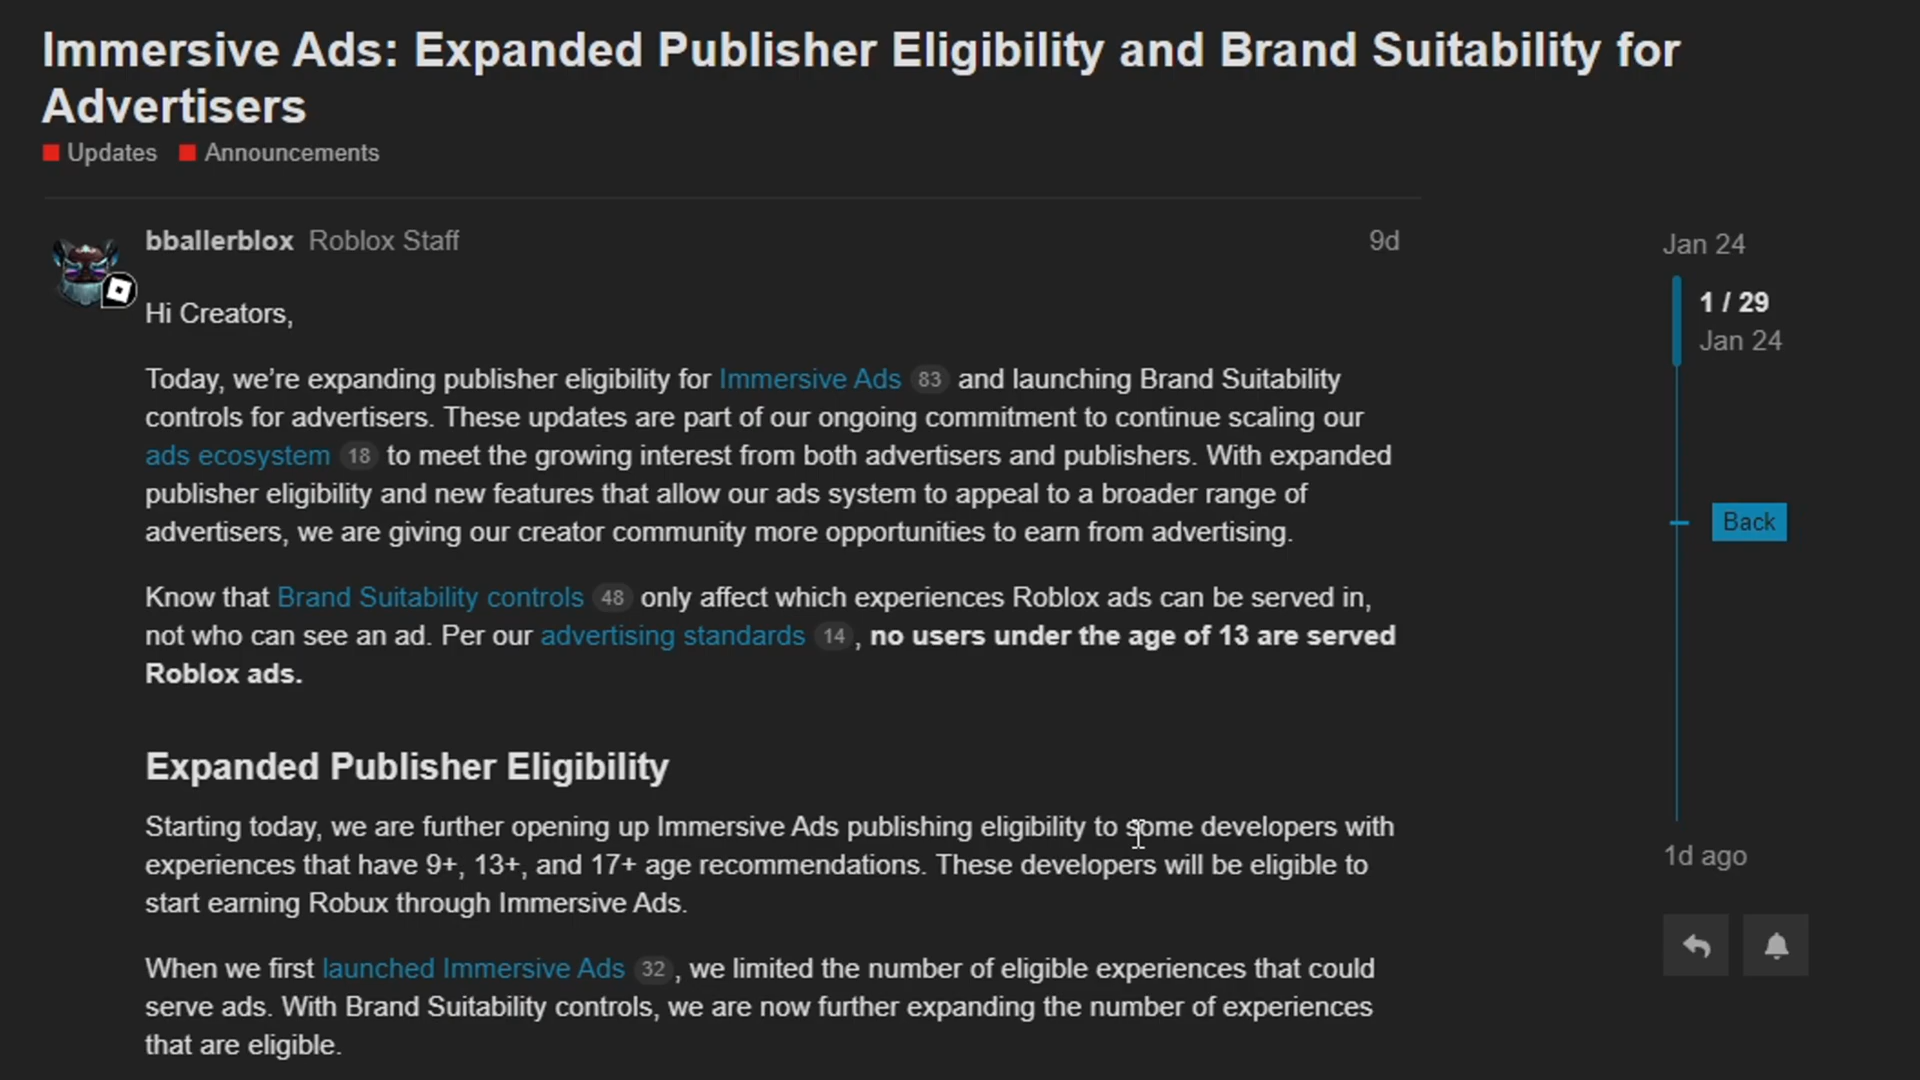 Immersive Ads: Expanded Publisher Eligibility and Brand Suitability for
Advertisers
Updates Announcements
bballerblox Roblox Staff 9d
Hi Creators,
Today, we’re expanding publisher eligibility for Immersive Ads 83 and launching Brand Suitability
controls for advertisers. These updates are part of our ongoing commitment to continue scaling our
ads ecosystem 18 to meet the growing interest from both advertisers and publishers. With expanded
publisher eligibility and new features that allow our ads system to appeal to a broader range of
advertisers, we are giving our creator community more opportunities to earn from advertising.
Know that Brand Suitability controls 48 only affect which experiences Roblox ads can be served in,
not who can see an ad. Per our advertising standards 14 , no users under the age of 13 are served
Roblox ads.
Expanded Publisher Eligibility
Starting today, we are further opening up Immersive Ads publishing eligibility to some developers with
experiences that have 9+, 13+, and 17+ age recommendations. These developers will be eligible to
start earning Robux through Immersive Ads.
When we first launched Immersive Ads 32 , we limited the number of eligible experiences that could
serve ads. With Brand Suitability controls, we are now further expanding the number of experiences
that are eligible.
Jan 24
1 / 29
Jan 24
Back
1d ago